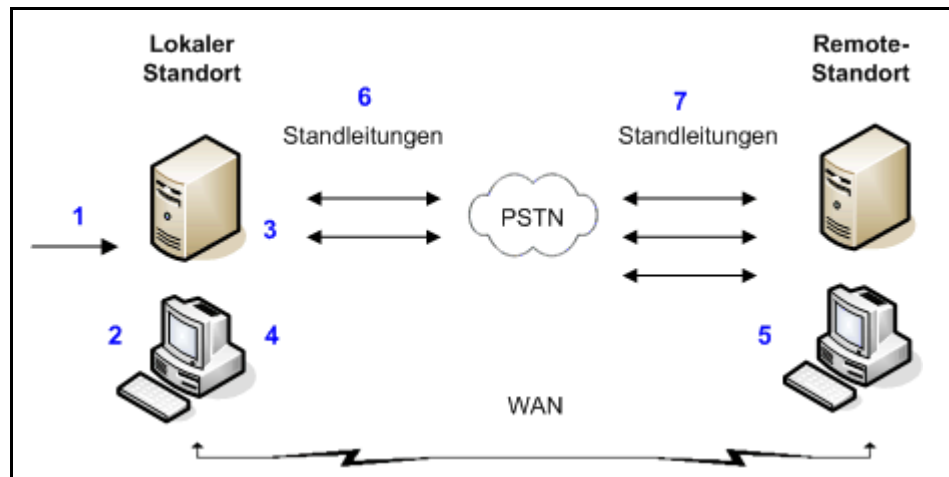 Lokaler
Standort
Remote-
Standort
6
7
Standleitungen
Standleitungen
1
3
PSTN
2
4
5
WAN